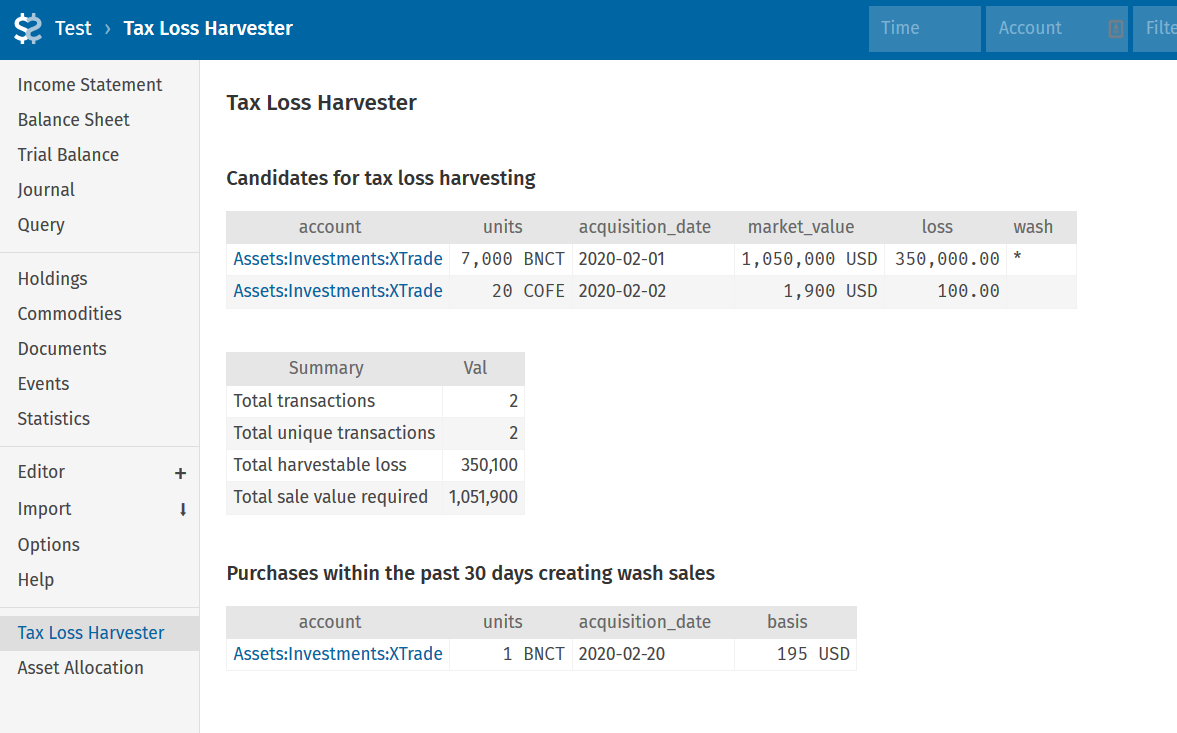 Test › Tax Loss Harvester Time Account Filte
Income Statement
Balance Sheet
Trial Balance
Journal
Query
Holdings
Commodities
Documents
Events
Statistics
Editor +
Import
Options
Help
Tax Loss Harvester
Asset Allocation
Tax Loss Harvester
Candidates for tax loss harvesting
account units acquisition_date market_value loss wash
Assets:Investments:XTrade 7,000 BNCT 2020-02-01 1,050,000 USD 350,000.00 *
Assets:Investments:XTrade 20 COFE 2020-02-02 1,900 USD 100.00
Summary Val
Total transactions 2
Total unique transactions 2
Total harvestable loss 350,100
Total sale value required 1,051,900
Purchases within the past 30 days creating wash sales
account units acquisition_date basis
Assets:Investments:XTrade 1 BNCT 2020-02-20 195 USD